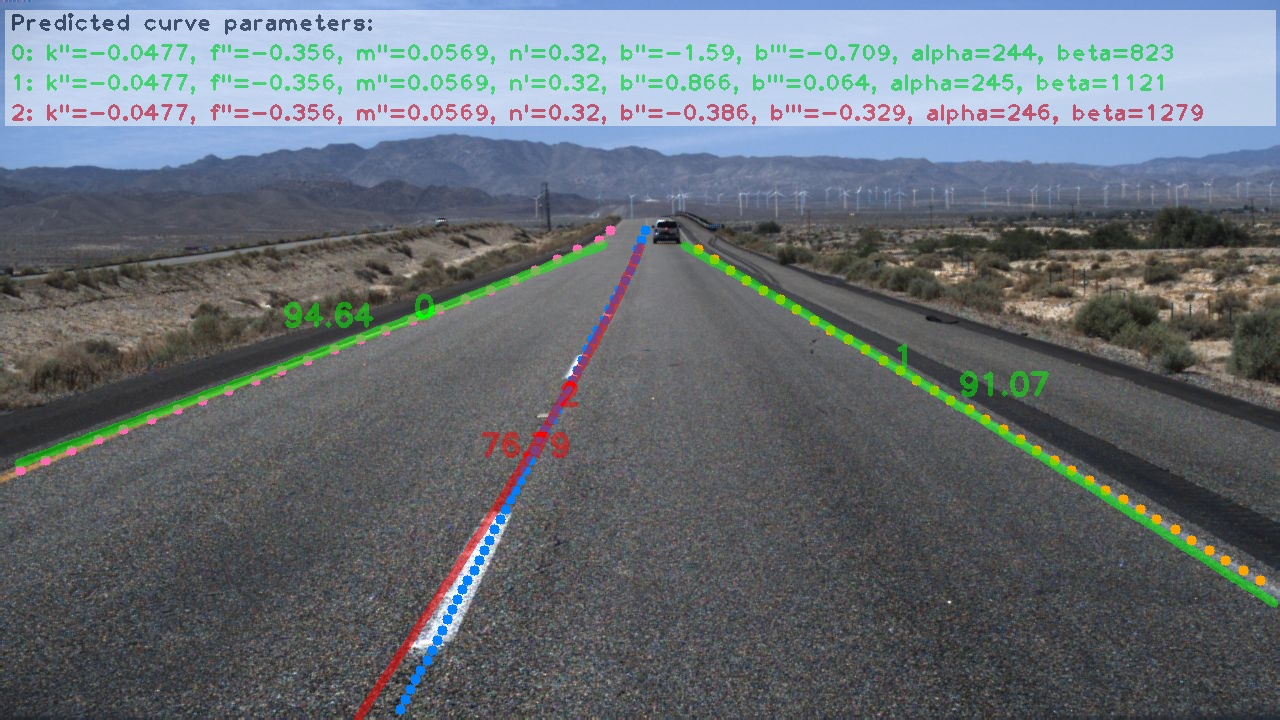 Predicted curve parameters:
0: k''=-0.0477, f''=-0.356, m''=0.0569, n'=0.32, b''=-1.59, b'''=-0.709, alpha=244, beta=823
1: k''=-0.0477, f''=-0.356, m''=0.0569, n'=0.32, b''=0.866, b'''=0.064, alpha=245, beta=1121
2: k''=-0.0477, f''=-0.356, m''=0.0569, n'=0.32, b''=-0.386, b'''=-0.329, alpha=246, beta=1279
94.64 0
1
91.07
2
76.79